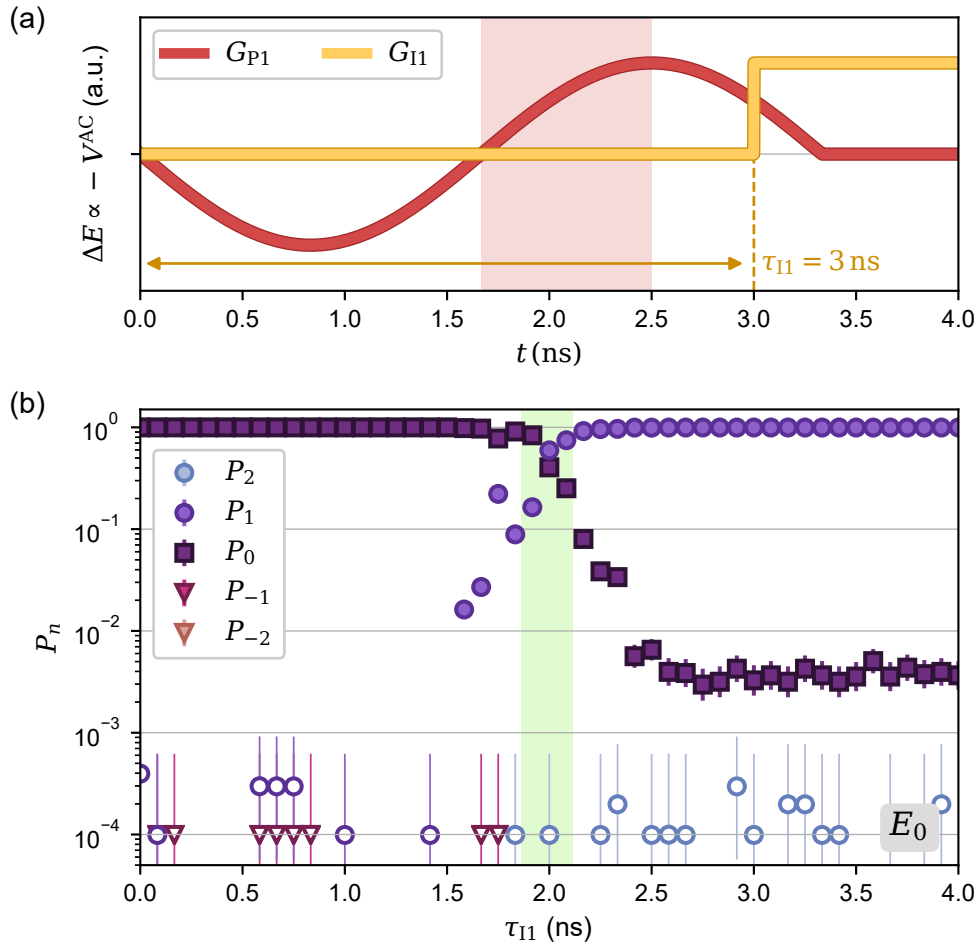 (a)
G_P1 G_I1
ΔE ∝ − V^AC (a.u.)
τ_I1 = 3 ns
0.0 0.5 1.0 1.5 2.0 2.5 3.0 3.5 4.0
t (ns)
(b)
10^0
10^−1
10^−2
10^−3
10^−4
P_n
P_2
P_1
P_0
P_−1
P_−2
E_0
0.0 0.5 1.0 1.5 2.0 2.5 3.0 3.5 4.0
τ_I1 (ns)